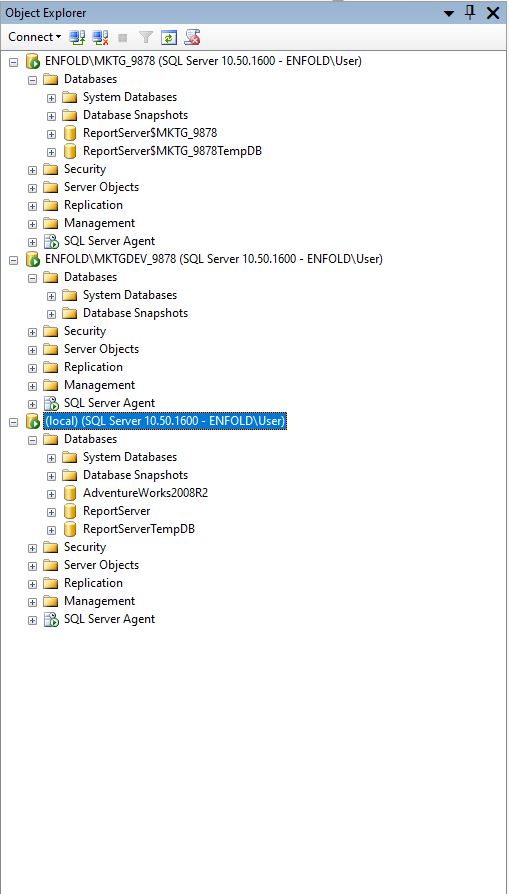 Object Explorer
Connect
ENFOLD\MKTG_9878 (SQL Server 10.50.1600 - ENFOLD\User)
Databases
System Databases
Database Snapshots
ReportServer$MKTG_9878
ReportServer$MKTG_9878TempDB
Security
Server Objects
Replication
Management
SQL Server Agent
ENFOLD\MKTGDEV_9878 (SQL Server 10.50.1600 - ENFOLD\User)
Databases
System Databases
Database Snapshots
Security
Server Objects
Replication
Management
SQL Server Agent
(local) (SQL Server 10.50.1600 - ENFOLD\User)
Databases
System Databases
Database Snapshots
AdventureWorks2008R2
ReportServer
ReportServerTempDB
Security
Server Objects
Replication
Management
SQL Server Agent